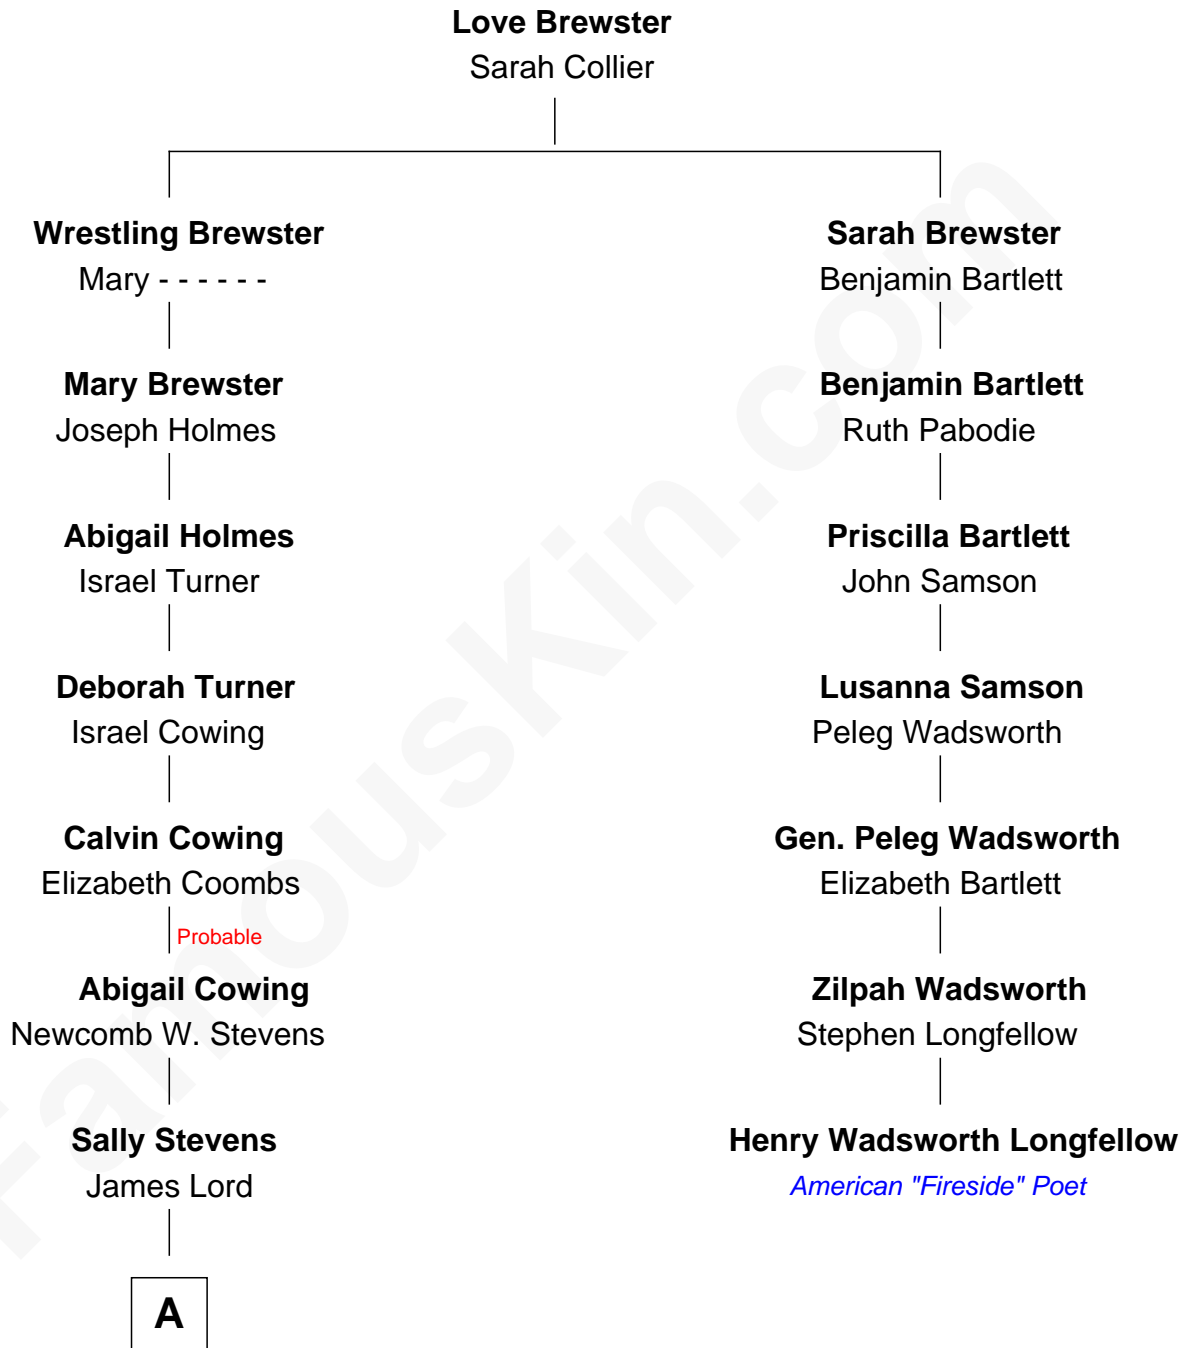 Love Brewster
Sarah Collier
Wrestling Brewster
Mary - - - - - -
Mary Brewster
Joseph Holmes
Abigail Holmes
Israel Turner
Deborah Turner
Israel Cowing
Calvin Cowing
Elizabeth Coombs
Probable
Abigail Cowing
Newcomb W. Stevens
Sally Stevens
James Lord
A
Sarah Brewster
Benjamin Bartlett
Benjamin Bartlett
Ruth Pabodie
Priscilla Bartlett
John Samson
Lusanna Samson
Peleg Wadsworth
Gen. Peleg Wadsworth
Elizabeth Bartlett
Zilpah Wadsworth
Stephen Longfellow
Henry Wadsworth Longfellow
American "Fireside" Poet
FamousKin.com